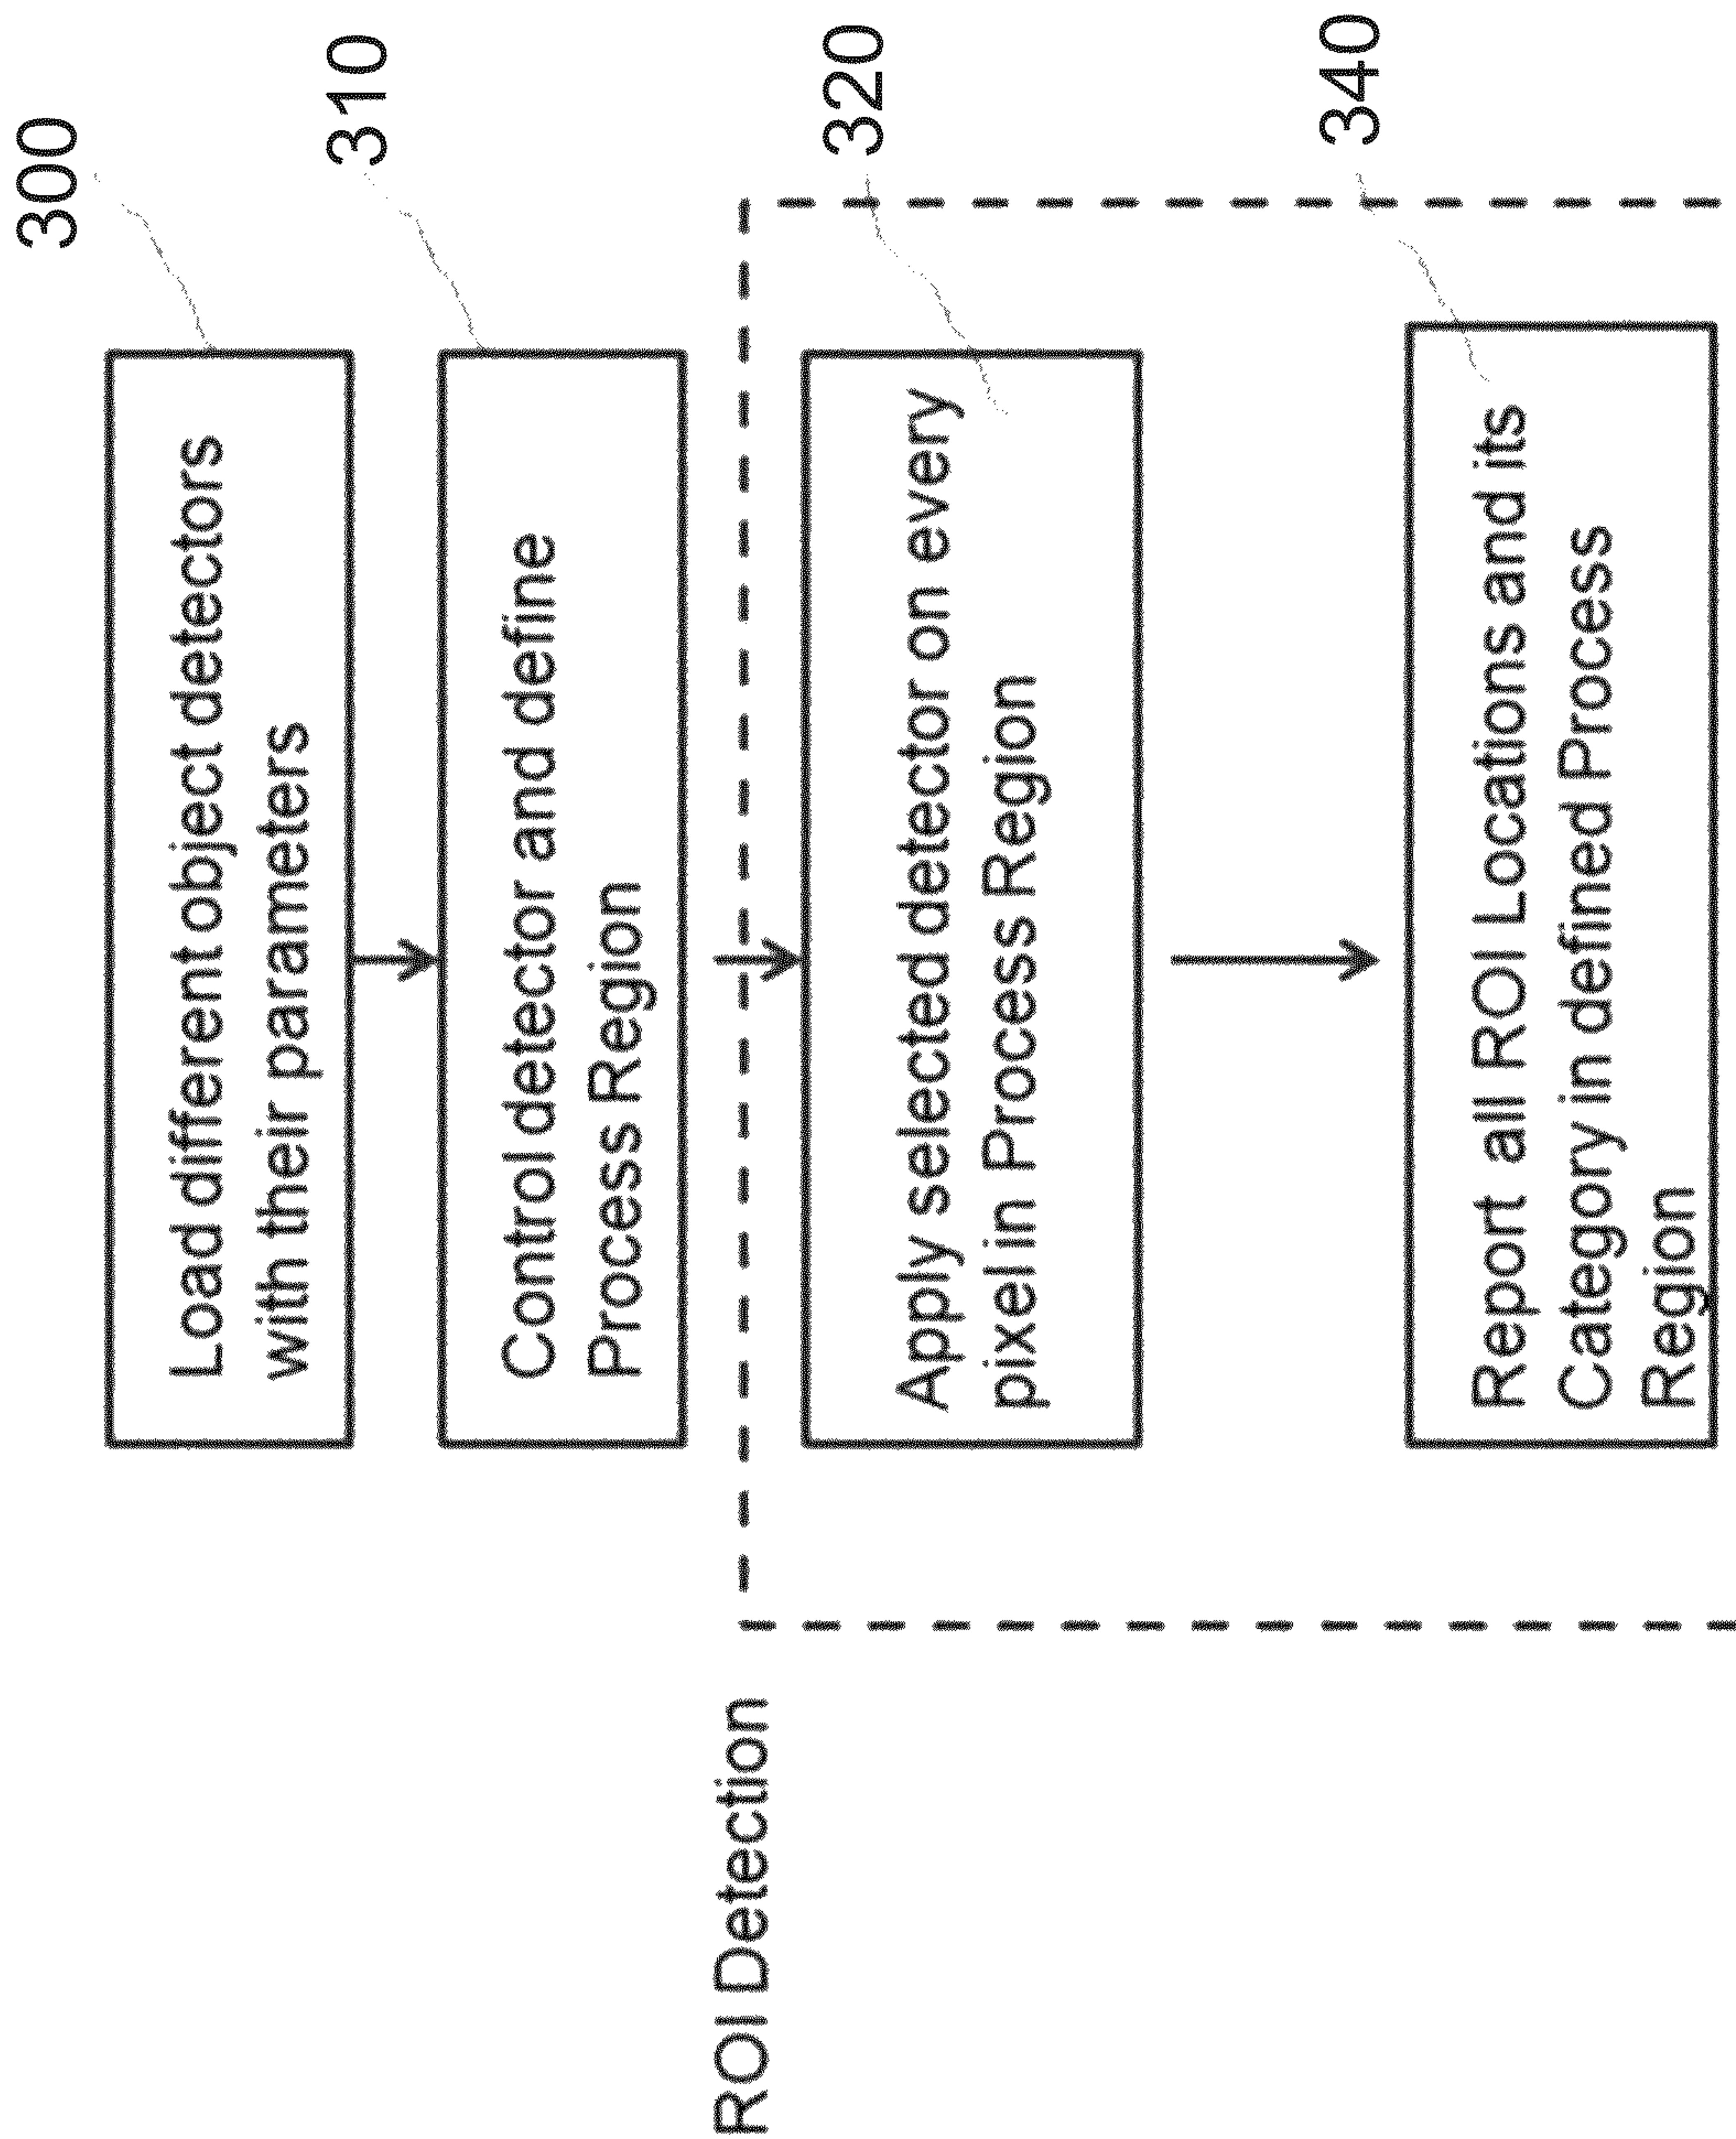 300
Load different object detectors
with their parameters
310
Control detector and define
Process Region
ROI Detection
320
Apply selected detector on every
pixel in Process Region
340
Report all ROI Locations and its
Category in defined Process
Region